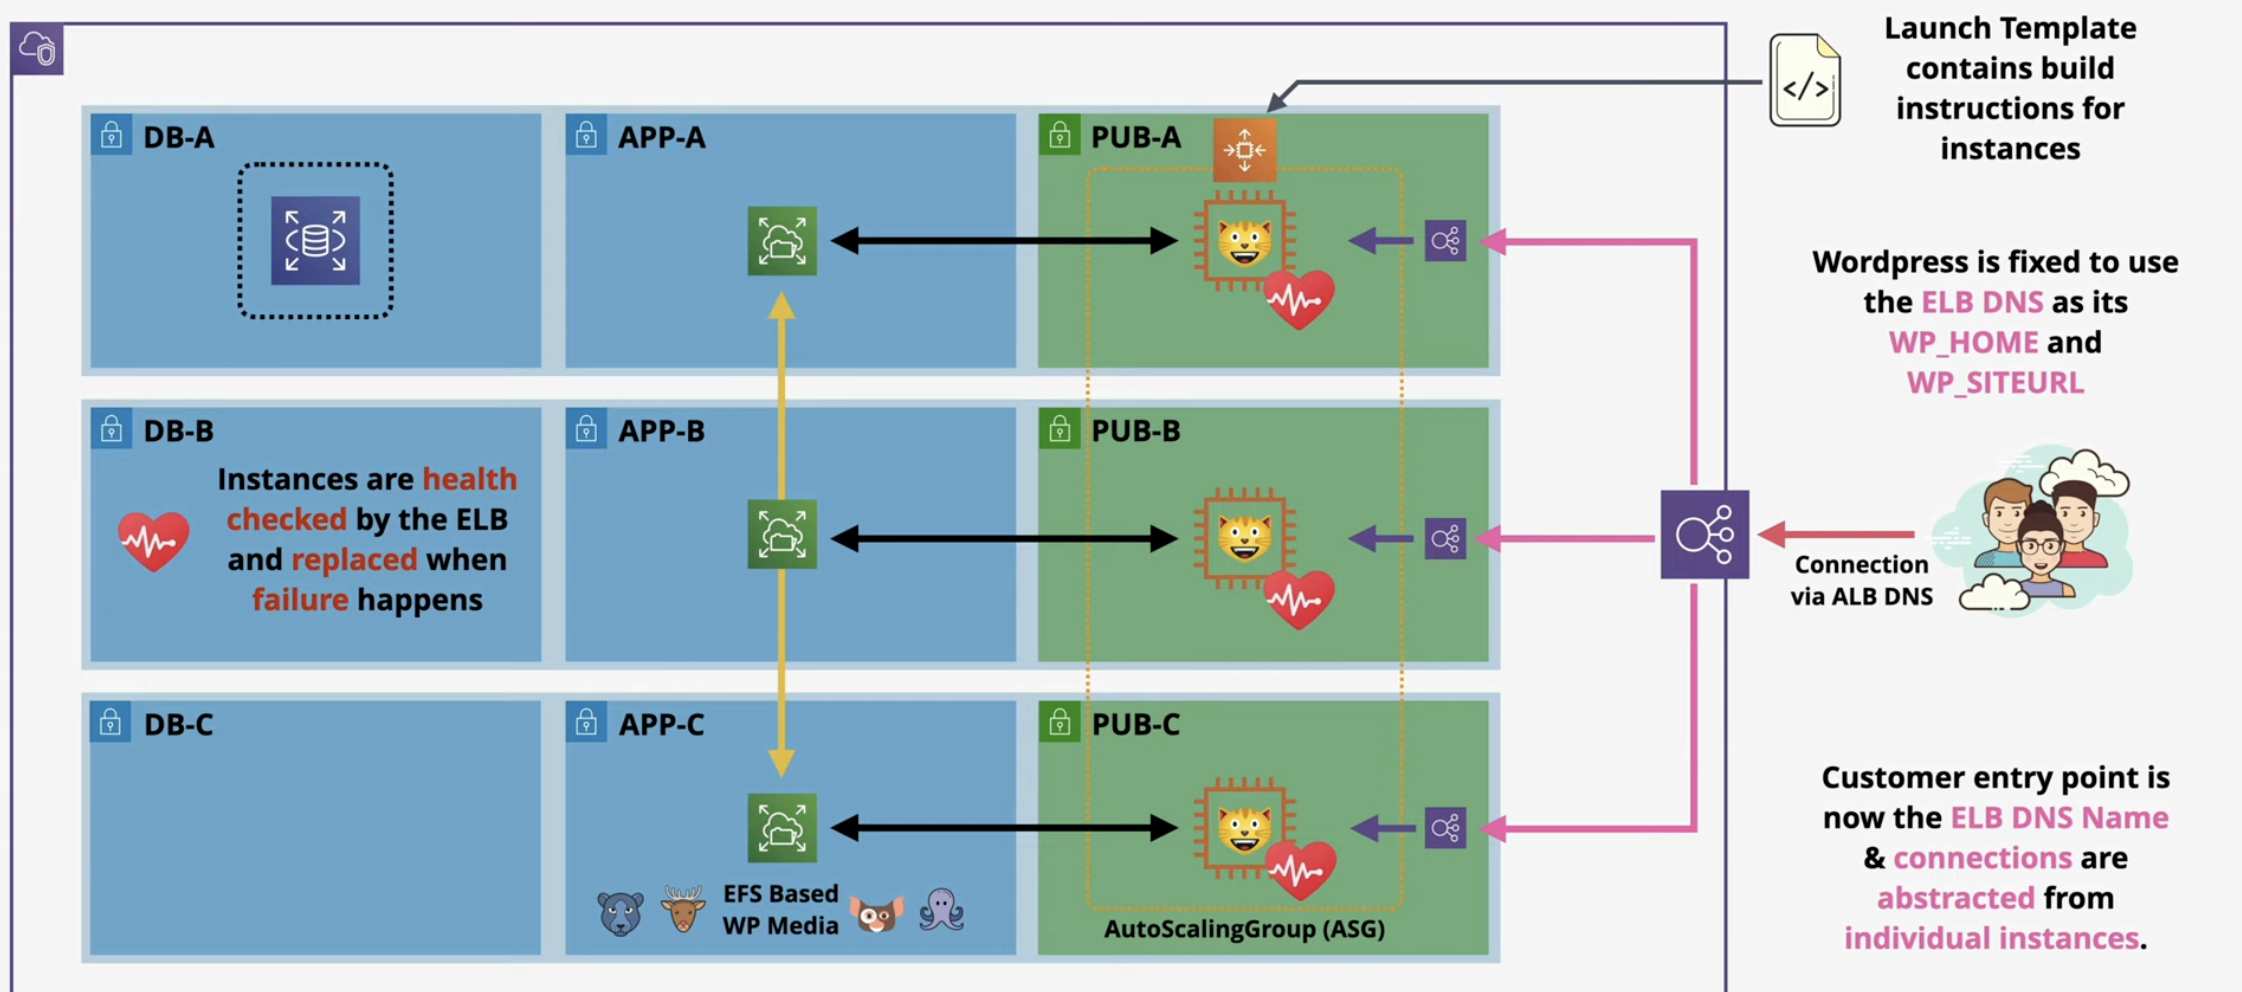 Launch Template
contains build
instructions for
instances
</>
DB-A
APP-A
PUB-A
Wordpress is fixed to use
the ELB DNS as its
WP_HOME and
WP_SITEURL
DB-B
APP-B
PUB-B
Instances are health
checked by the ELB
and replaced when
failure happens
Connection
via ALB DNS
DB-C
APP-C
PUB-C
EFS Based
WP Media
AutoScalingGroup (ASG)
Customer entry point is
now the ELB DNS Name
& connections are
abstracted from
individual instances.